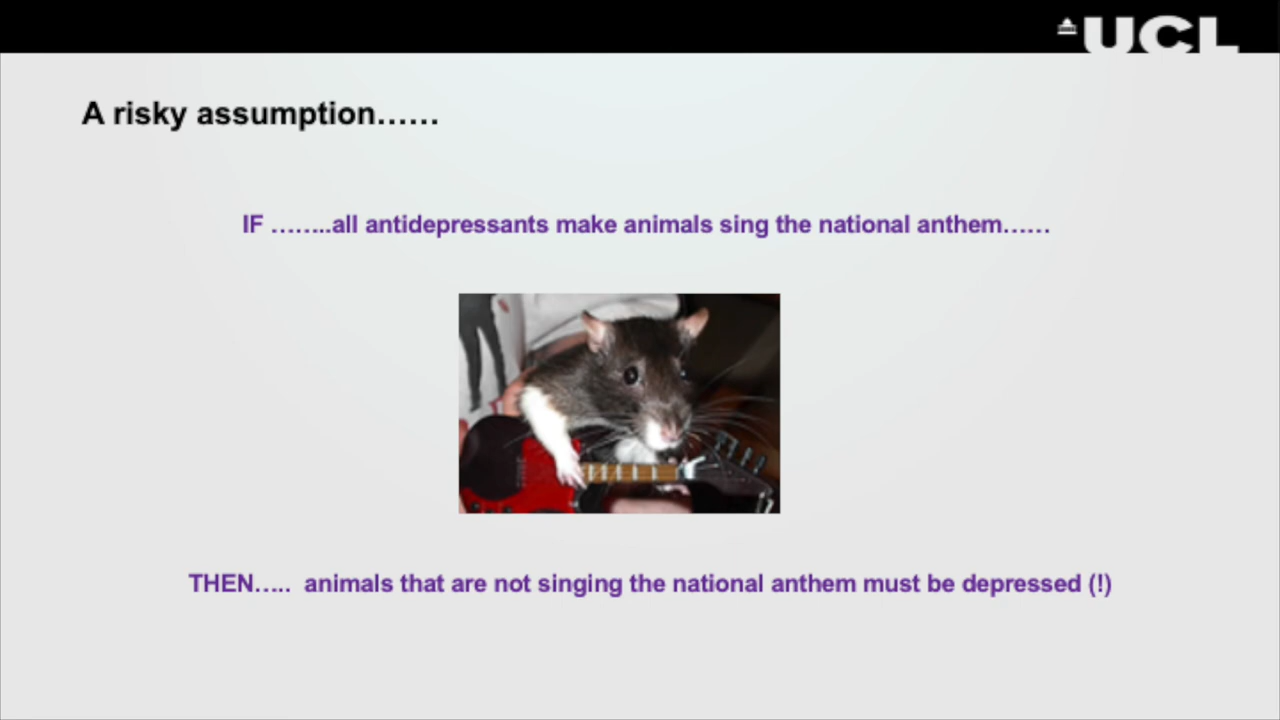 UCL
A risky assumption……
IF ……..all antidepressants make animals sing the national anthem……
THEN….. animals that are not singing the national anthem must be depressed (!)